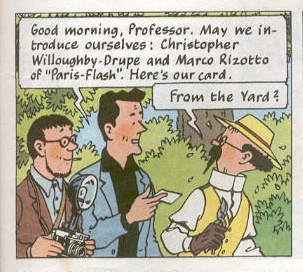 Good morning, Professor. May we in-
troduce ourselves: Christopher
Willoughby-Drupe and Marco Rizotto
of "Paris-Flash". Here's our card.
From the Yard?